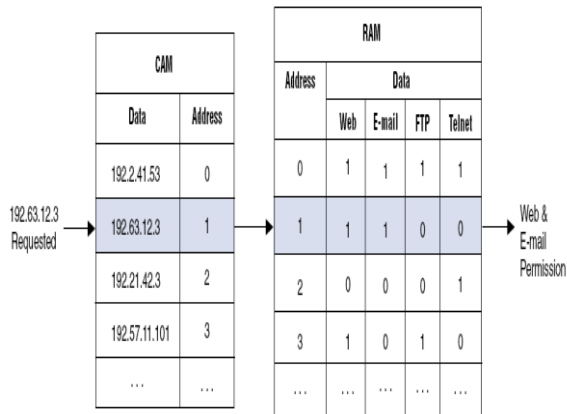 CAM
Data Address
192.2.41.53 0
192.63.12.3 1
192.21.42.3 2
192.57.11.101 3
... ...
192.63.12.3
Requested
RAM
Address Data
Web E-mail FTP Telnet
0 1 1 1 1
1 1 1 0 0
2 0 0 0 1
3 1 0 1 0
... ... ... ... ...
Web &
E-mail
Permission